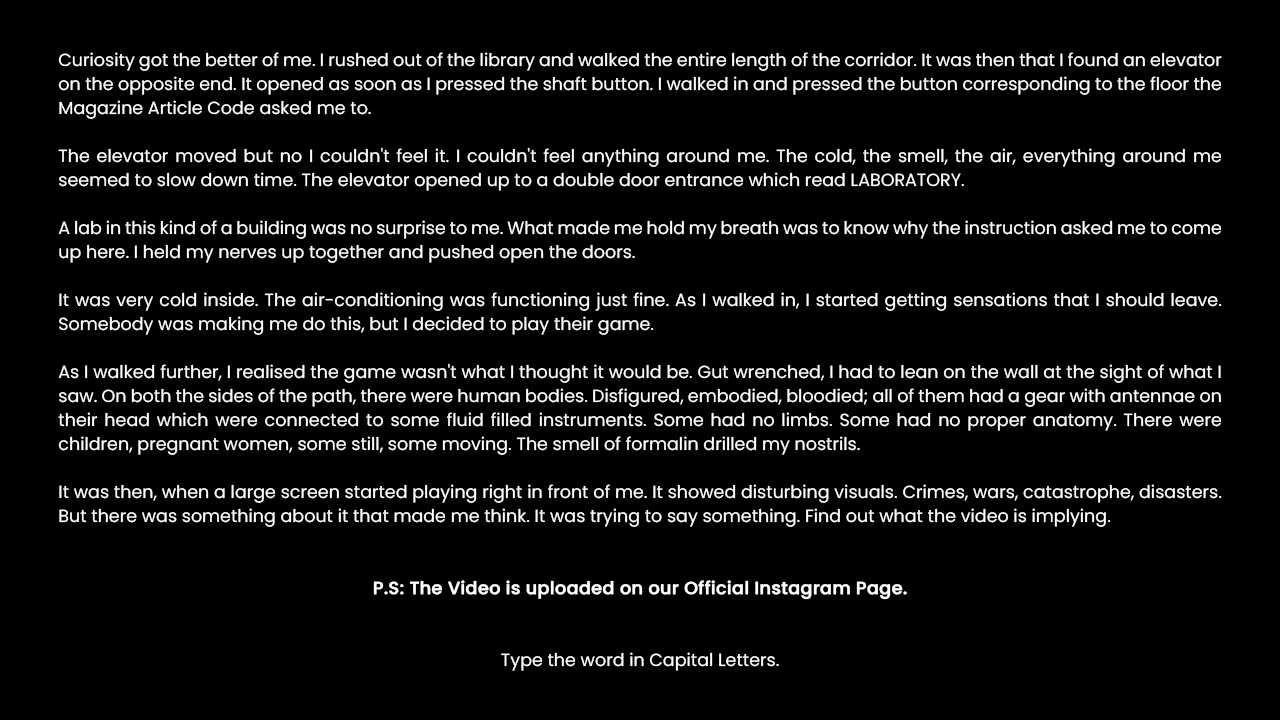 Curiosity got the better of me. I rushed out of the library and walked the entire length of the corridor. It was then that I found an elevator
on the opposite end. It opened as soon as I pressed the shaft button. I walked in and pressed the button corresponding to the floor the
Magazine Article Code asked me to.
The elevator moved but no I couldn't feel it. I couldn't feel anything around me. The cold, the smell, the air, everything around me
seemed to slow down time. The elevator opened up to a double door entrance which read LABORATORY.
A lab in this kind of a building was no surprise to me. What made me hold my breath was to know why the instruction asked me to come
up here. I held my nerves up together and pushed open the doors.
It was very cold inside. The air-conditioning was functioning just fine. As I walked in, I started getting sensations that I should leave.
Somebody was making me do this, but I decided to play their game.
As I walked further, I realised the game wasn't what I thought it would be. Gut wrenched, I had to lean on the wall at the sight of what I
saw. On both the sides of the path, there were human bodies. Disfigured, embodied, bloodied; all of them had a gear with antennae on
their head which were connected to some fluid filled instruments. Some had no limbs. Some had no proper anatomy. There were
children, pregnant women, some still, some moving. The smell of formalin drilled my nostrils.
It was then, when a large screen started playing right in front of me. It showed disturbing visuals. Crimes, wars, catastrophe, disasters.
But there was something about it that made me think. It was trying to say something. Find out what the video is implying.
P.S: The Video is uploaded on our Official Instagram Page.
Type the word in Capital Letters.